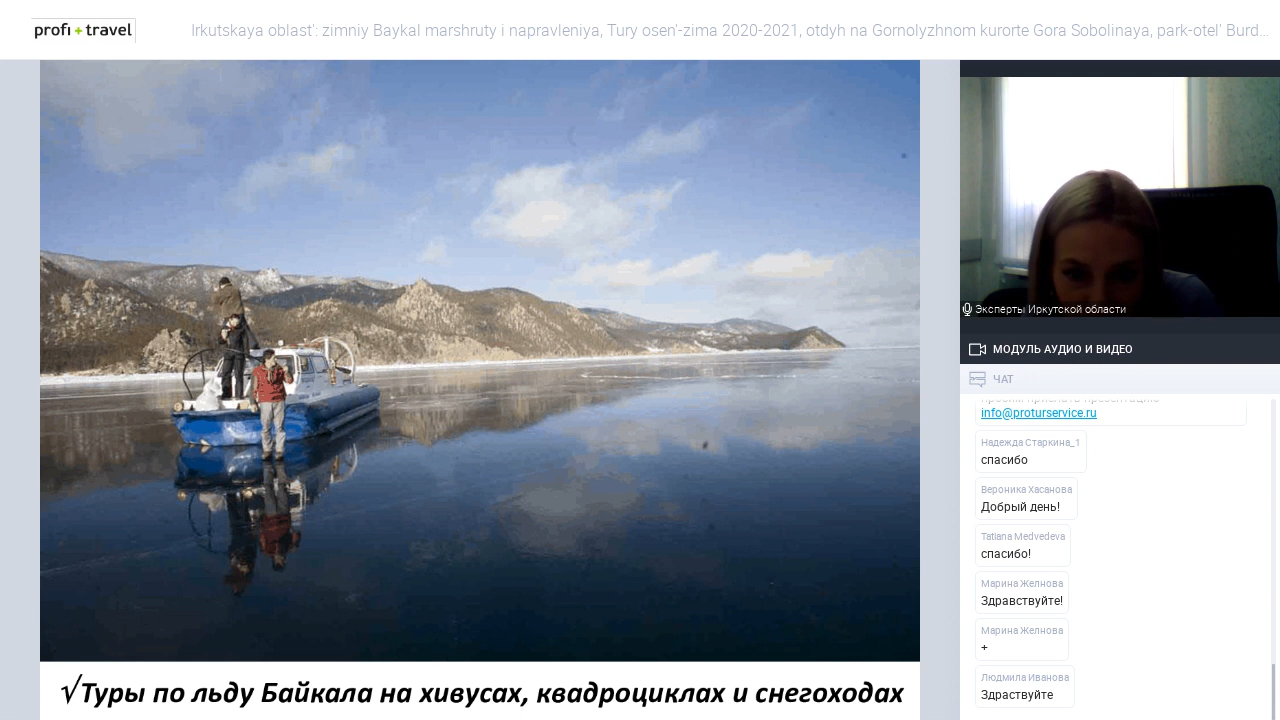 profi + travel
Irkutskaya oblast': zimniy Baykal marshruty i napravleniya, Tury osen'-zima 2020-2021, otdyh na Gornolyzhnom kurorte Gora Sobolinaya, park-otel' Burd...
Эксперты Иркутской области
МОДУЛЬ АУДИО И ВИДЕО
ЧАТ
info@proturservice.ru
Надежда Старкина_1
спасибо
Вероника Хасанова
Добрый день!
Tatiana Medvedeva
спасибо!
Марина Желнова
Здравствуйте!
Марина Желнова
+
Людмила Иванова
Здраствуйте
√Туры по льду Байкала на хивусах, квадроциклах и снегоходах